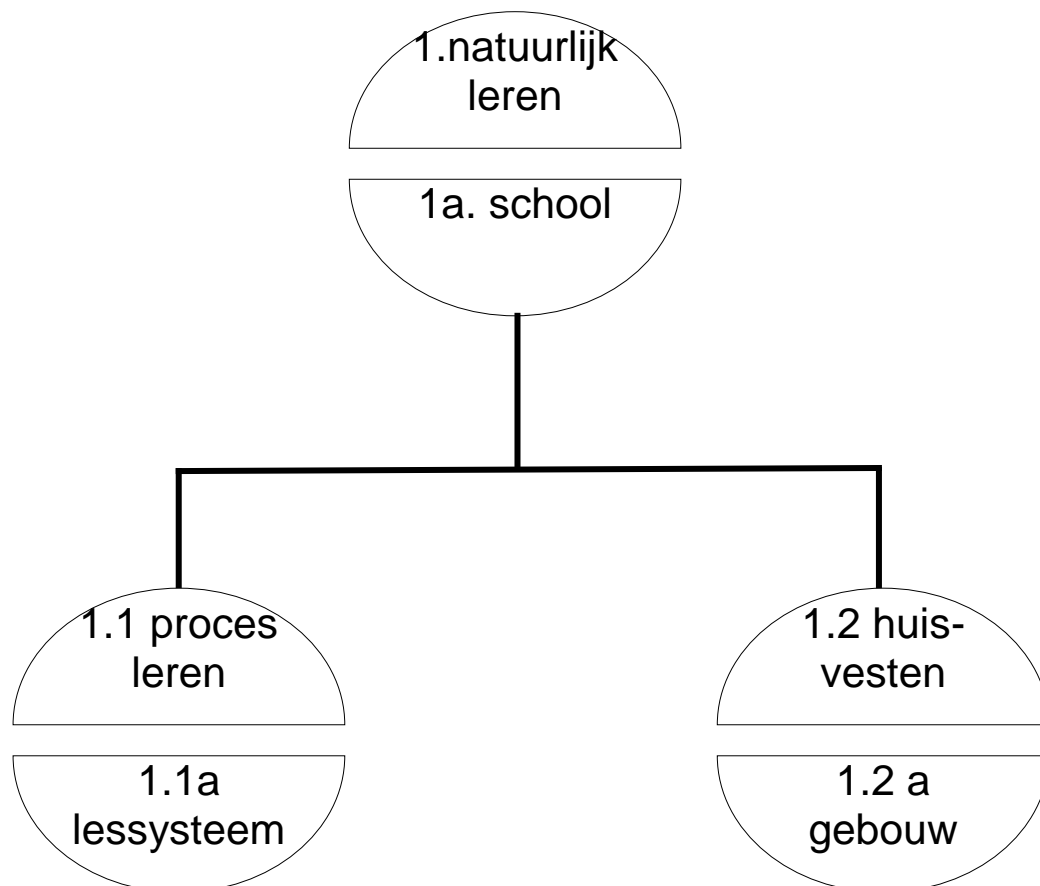 1.natuurlijk
leren
1a. school
1.1 proces
leren
1.1a
lessysteem
1.2 huis-
vesten
1.2 a
gebouw